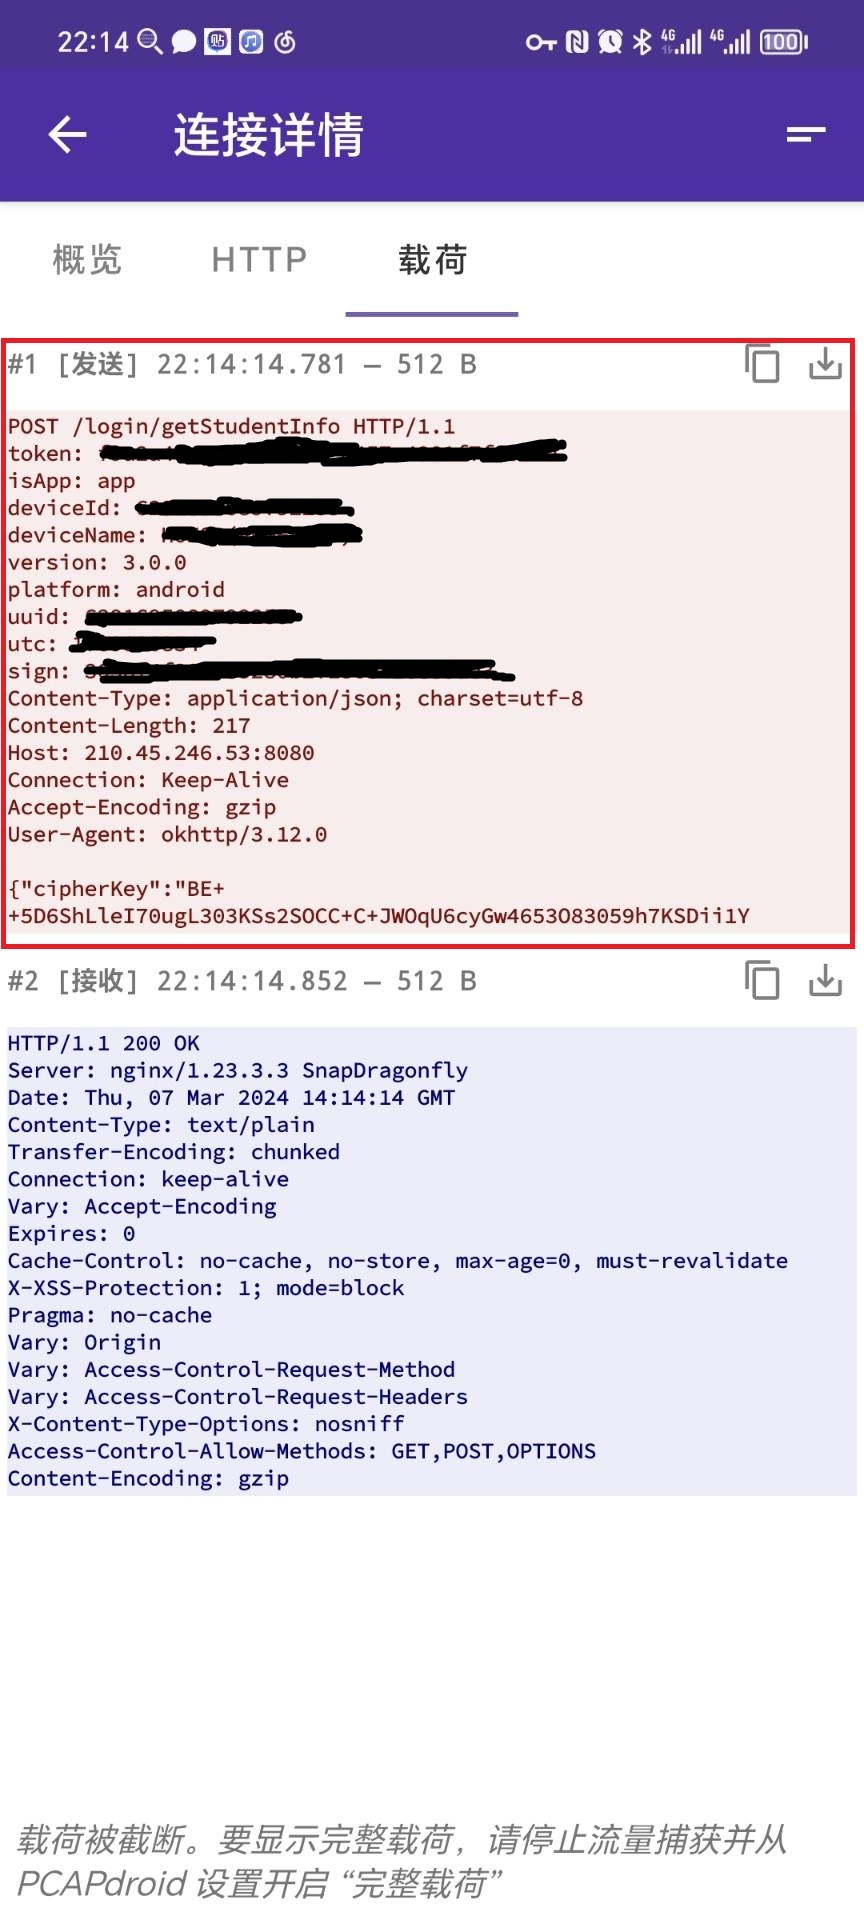 22:14
100
连接详情
概览
HTTP
载荷
#1 [发送] 22:14:14.781 — 512 B
POST /login/getStudentInfo HTTP/1.1
token:
isApp: app
deviceId:
deviceName:
version: 3.0.0
platform: android
uuid:
utc:
sign:
Content-Type: application/json; charset=utf-8
Content-Length: 217
Host: 210.45.246.53:8080
Connection: Keep-Alive
Accept-Encoding: gzip
User-Agent: okhttp/3.12.0
{"cipherKey":"BE+
+5D6ShLleI70ugL303KSs2SOCC+C+JWOqU6cyGw4653O83059h7KSDii1Y
#2 [接收] 22:14:14.852 — 512 B
HTTP/1.1 200 OK
Server: nginx/1.23.3.3 SnapDragonfly
Date: Thu, 07 Mar 2024 14:14:14 GMT
Content-Type: text/plain
Transfer-Encoding: chunked
Connection: keep-alive
Vary: Accept-Encoding
Expires: 0
Cache-Control: no-cache, no-store, max-age=0, must-revalidate
X-XSS-Protection: 1; mode=block
Pragma: no-cache
Vary: Origin
Vary: Access-Control-Request-Method
Vary: Access-Control-Request-Headers
X-Content-Type-Options: nosniff
Access-Control-Allow-Methods: GET,POST,OPTIONS
Content-Encoding: gzip
载荷被截断。要显示完整载荷，请停止流量捕获并从
PCAPdroid 设置开启 “完整载荷”